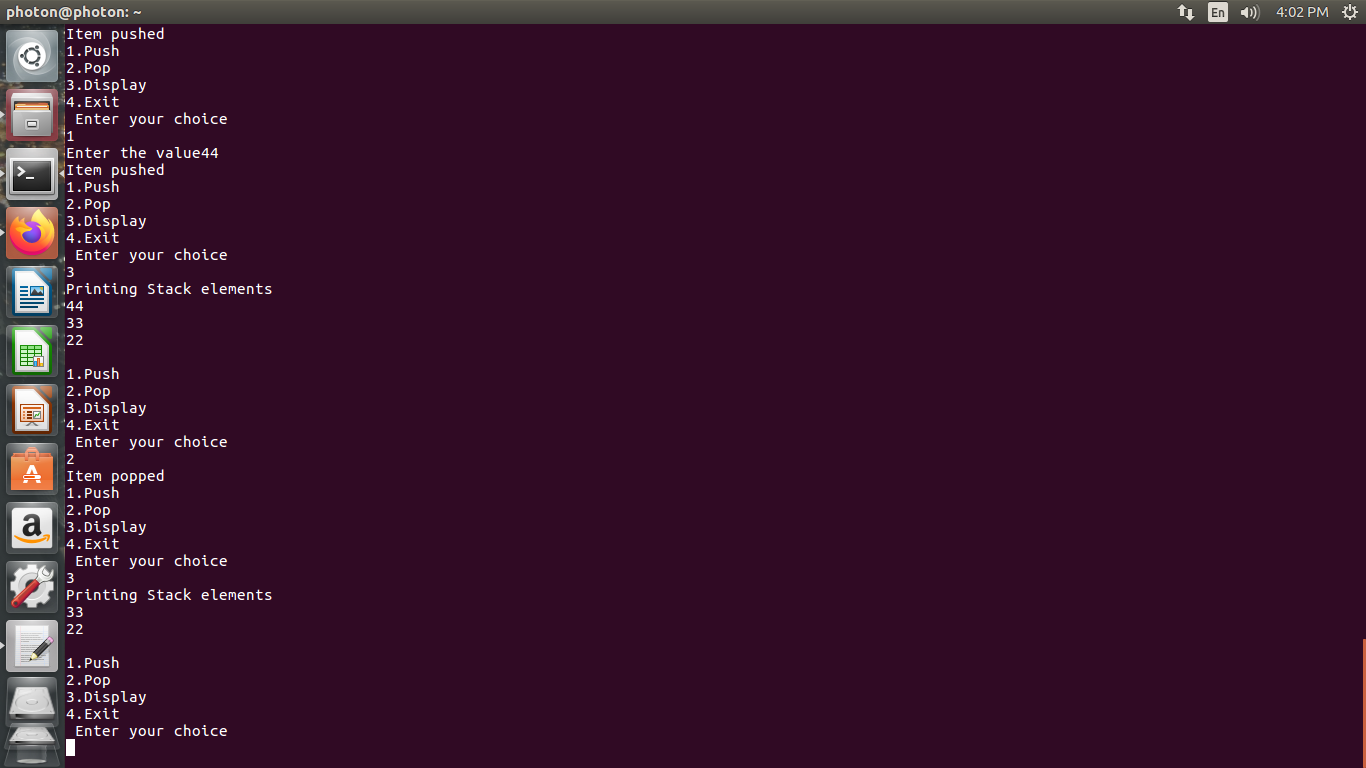 photon@photon: ~
En
4:02 PM
Item pushed
1.Push
2.Pop
3.Display
4.Exit
 Enter your choice
1
Enter the value44
Item pushed
1.Push
2.Pop
3.Display
4.Exit
 Enter your choice
3
Printing Stack elements
44
33
22

1.Push
2.Pop
3.Display
4.Exit
 Enter your choice
2
Item popped
1.Push
2.Pop
3.Display
4.Exit
 Enter your choice
3
Printing Stack elements
33
22

1.Push
2.Pop
3.Display
4.Exit
 Enter your choice